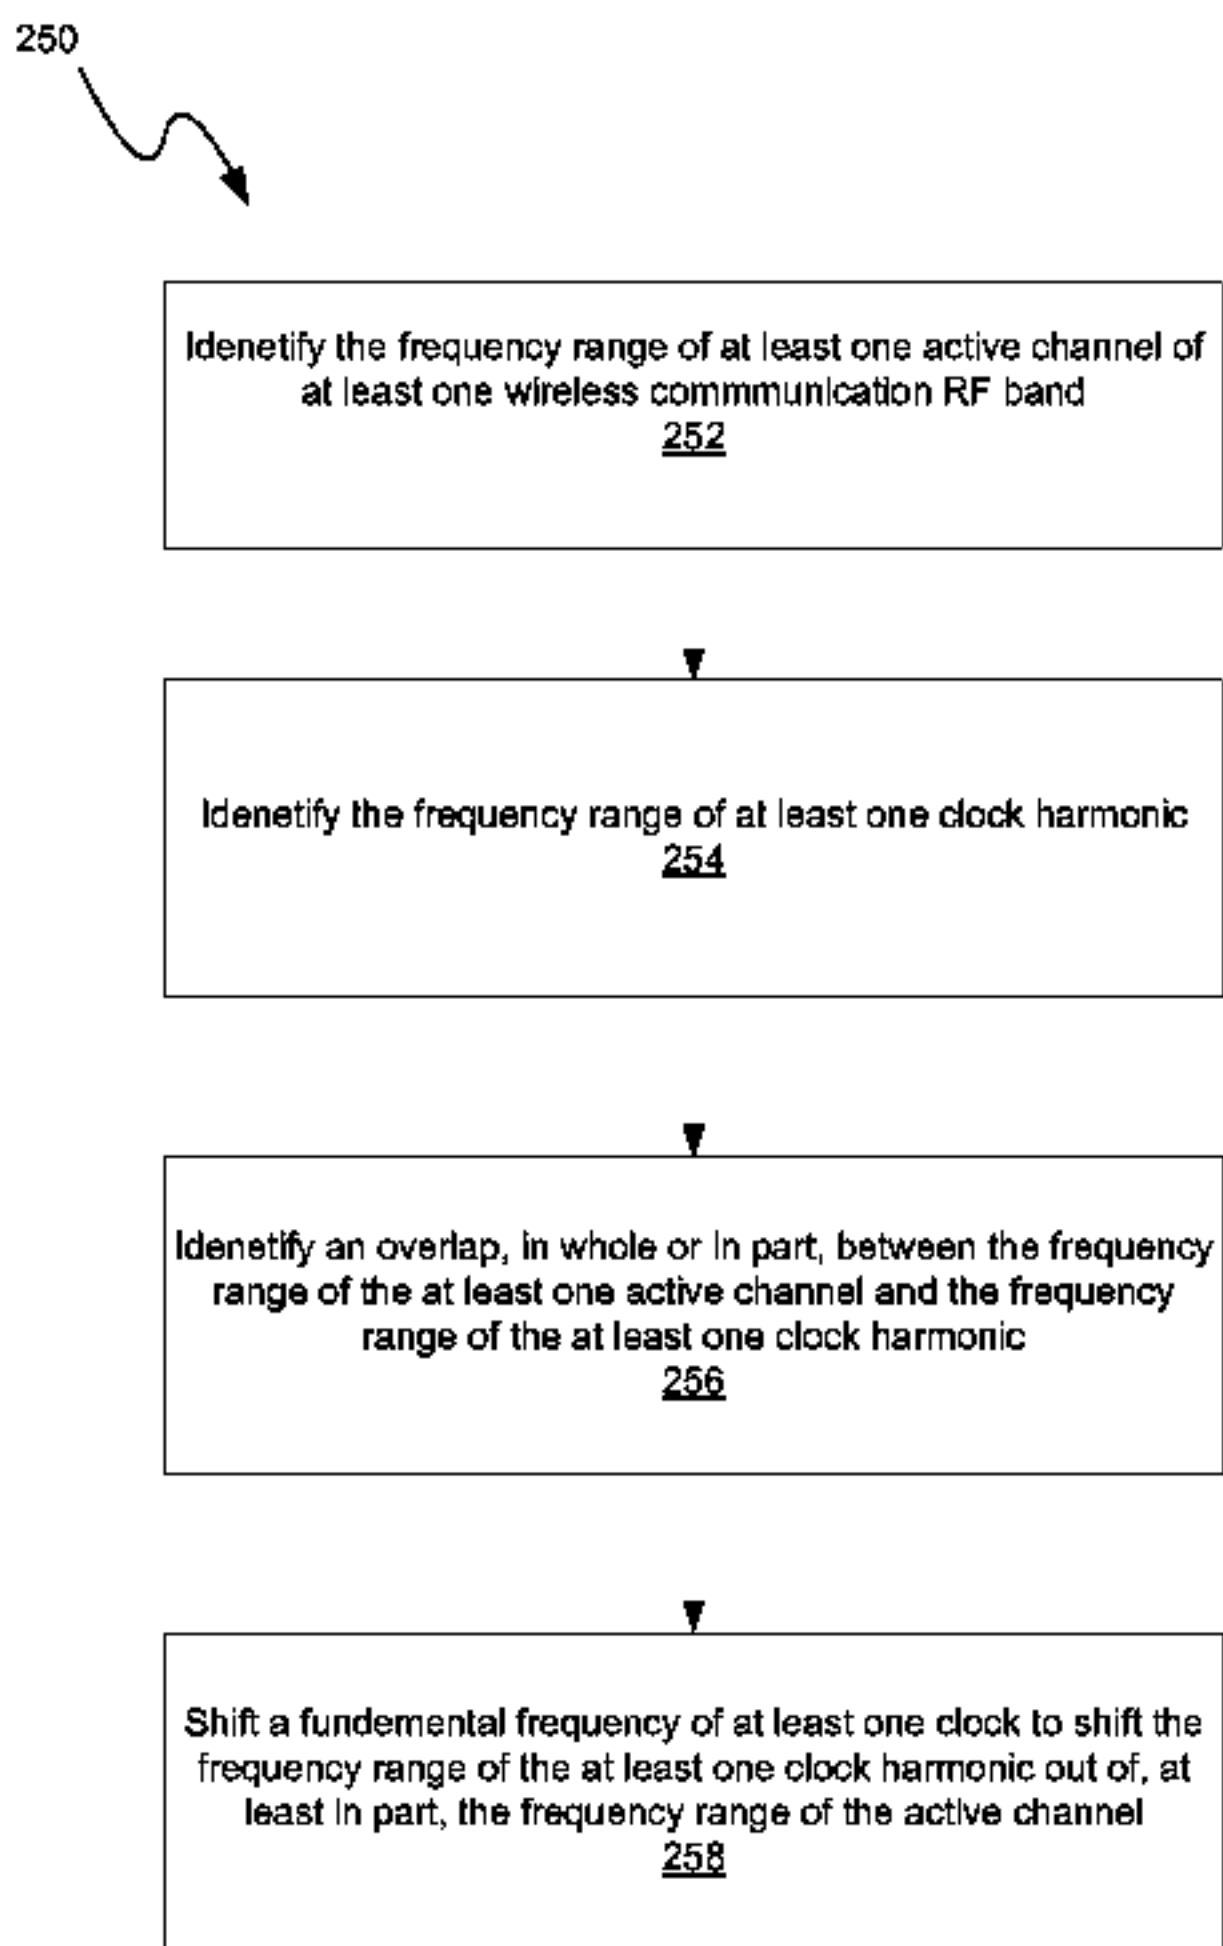 250
Idenetify the frequency range of at least one active channel of
at least one wireless commmunication RF band
252
Idenetify the frequency range of at least one clock harmonic
254
Idenetify an overlap, in whole or in part, between the frequency
range of the at least one active channel and the frequency
range of the at least one clock harmonic
256
Shift a fundemental frequency of at least one clock to shift the
frequency range of the at least one clock harmonic out of, at
least in part, the frequency range of the active channel
258